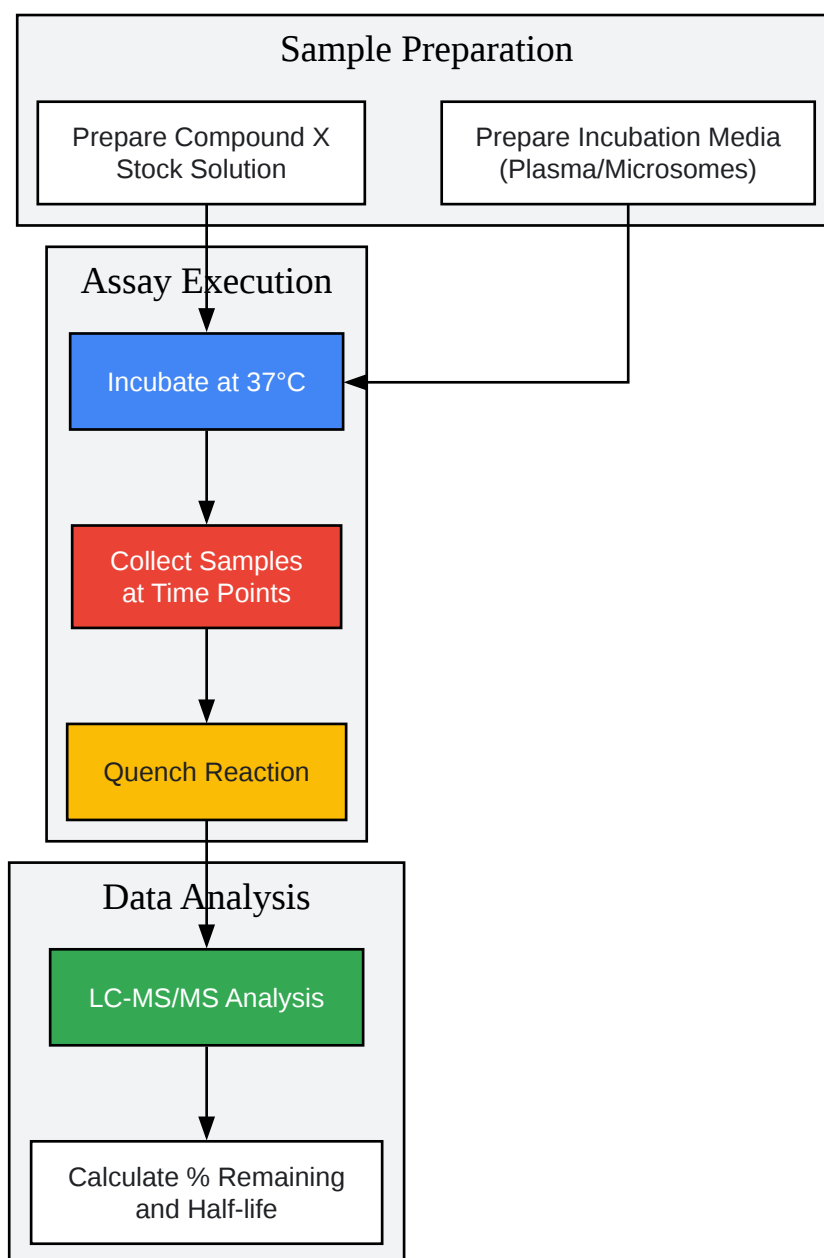 Sample Preparation
Prepare Compound X
Stock Solution
Prepare Incubation Media
(Plasma/Microsomes)
Assay Execution
Incubate at 37°C
Collect Samples
at Time Points
Quench Reaction
Data Analysis
LC-MS/MS Analysis
Calculate % Remaining
and Half-life